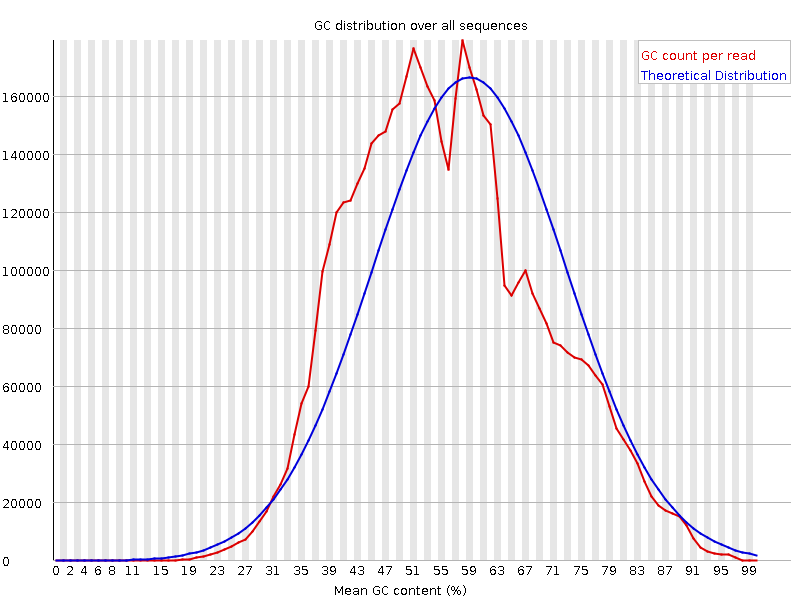 GC distribution over all sequences
GC count per read
Theoretical Distribution
160000
140000
120000
100000
80000
60000
40000
20000
0
0 2 4 6 8 11 15 19 23 27 31 35 39 43 47 51 55 59 63 67 71 75 79 83 87 91 95 99
Mean GC content (%)